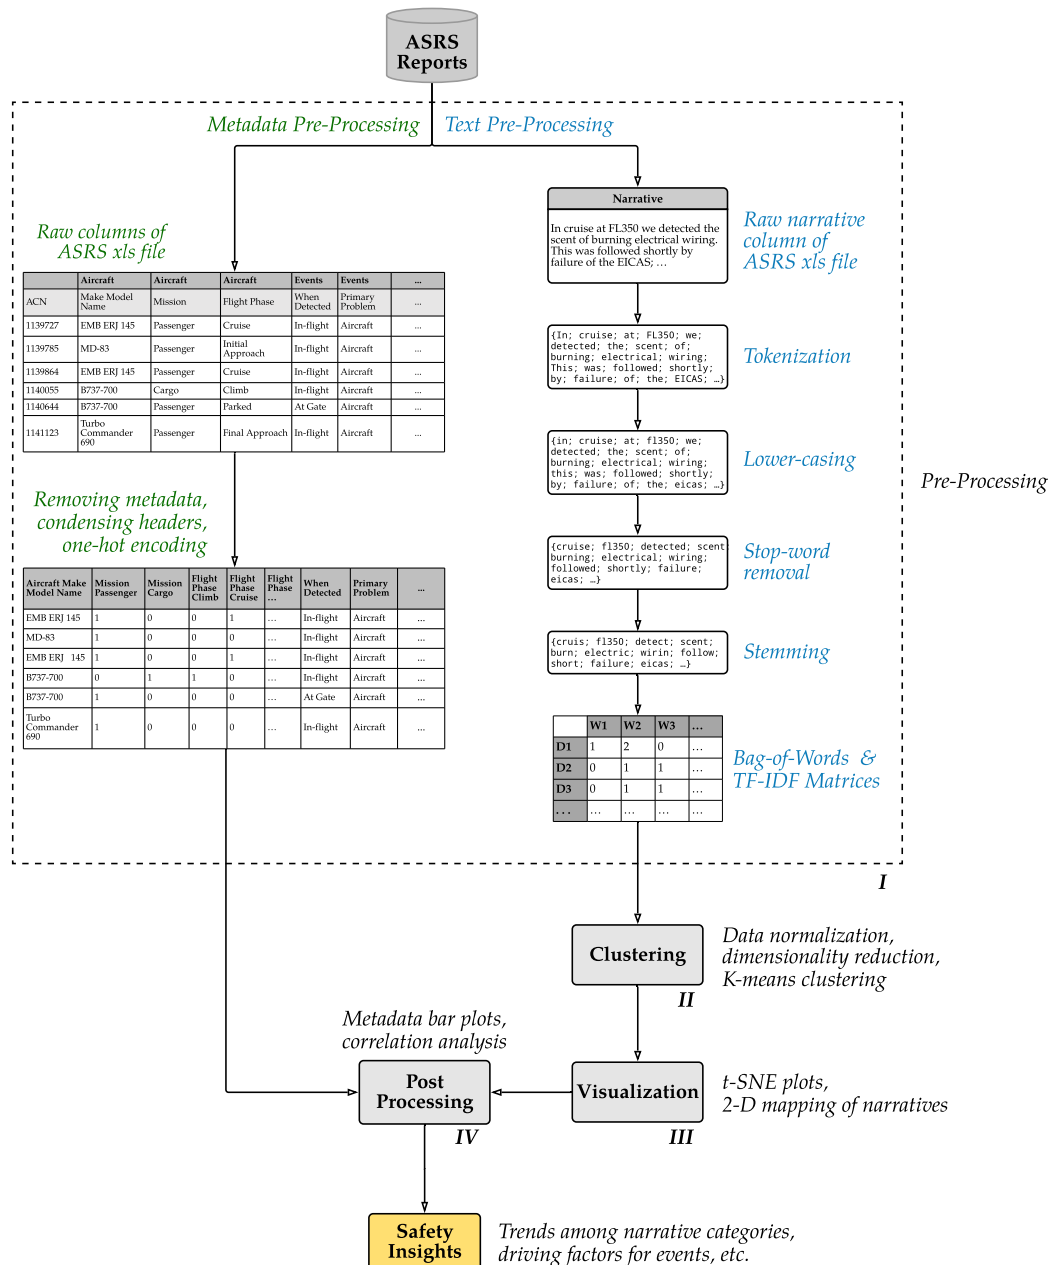 ASRS
Reports
Metadata Pre-Processing
Text Pre-Processing
Raw columns of
ASRS xls file
Aircraft Aircraft Aircraft Events Events ...
ACN Make Model Name Mission Flight Phase When Detected Primary Problem ...
1139727 EMB ERJ 145 Passenger Cruise In-flight Aircraft ...
1139785 MD-83 Passenger Initial Approach In-flight Aircraft ...
1139864 EMB ERJ 145 Passenger Cruise In-flight Aircraft ...
1140055 B737-700 Cargo Climb In-flight Aircraft ...
1140644 B737-700 Passenger Parked At Gate Aircraft ...
1141123 Turbo Commander 690 Passenger Final Approach In-flight Aircraft ...
Removing metadata,
condensing headers,
one-hot encoding
Aircraft Make Model Name Mission Passenger Mission Cargo Flight Phase Climb Flight Phase Cruise Flight Phase … When Detected Primary Problem ...
EMB ERJ 145 1 0 0 1 … In-flight Aircraft ...
MD-83 1 0 0 0 … In-flight Aircraft ...
EMB ERJ 145 1 0 0 1 … In-flight Aircraft ...
B737-700 0 1 1 0 … In-flight Aircraft ...
B737-700 1 0 0 0 … At Gate Aircraft ...
Turbo Commander 690 1 0 0 0 … In-flight Aircraft ...
Narrative
In cruise at FL350 we detected the
scent of burning electrical wiring.
This was followed shortly by
failure of the EICAS; …
Raw narrative
column of
ASRS xls file
{In; cruise; at; FL350; we;
detected; the; scent; of;
burning; electrical; wiring;
This; was; followed; shortly;
by; failure; of; the; EICAS; …}
Tokenization
{in; cruise; at; fl350; we;
detected; the; scent; of;
burning; electrical; wiring;
this; was; followed; shortly;
by; failure; of; the; eicas; …}
Lower-casing
{cruise; fl350; detected; scent
burning; electrical; wiring;
followed; shortly; failure;
eicas; …}
Stop-word
removal
{cruis; fl350; detect; scent;
burn; electric; wirin; follow;
short; failure; eicas; …}
Stemming
W1 W2 W3 …
D1 1 2 0 …
D2 0 1 1 …
D3 0 1 1 …
... … … … …
Bag-of-Words &
TF-IDF Matrices
Pre-Processing
I
Clustering
Data normalization,
dimensionality reduction,
K-means clustering
II
Metadata bar plots,
correlation analysis
Post
Processing
IV
Visualization
t-SNE plots,
2-D mapping of narratives
III
Safety
Insights
Trends among narrative categories,
driving factors for events, etc.